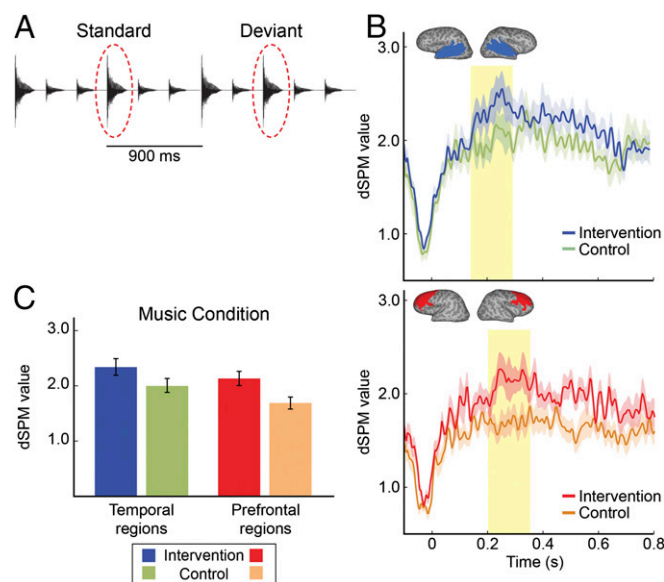 A
Standard
Deviant
900 ms
B
3.0
2.0
1.0
dSPM value
Intervention
Control
C
Music Condition
3.0
2.0
1.0
dSPM value
Temporal
regions
Prefrontal
regions
Intervention
Control
3.0
2.0
1.0
dSPM value
Intervention
Control
0
0.2
0.4
0.6
0.8
Time (s)